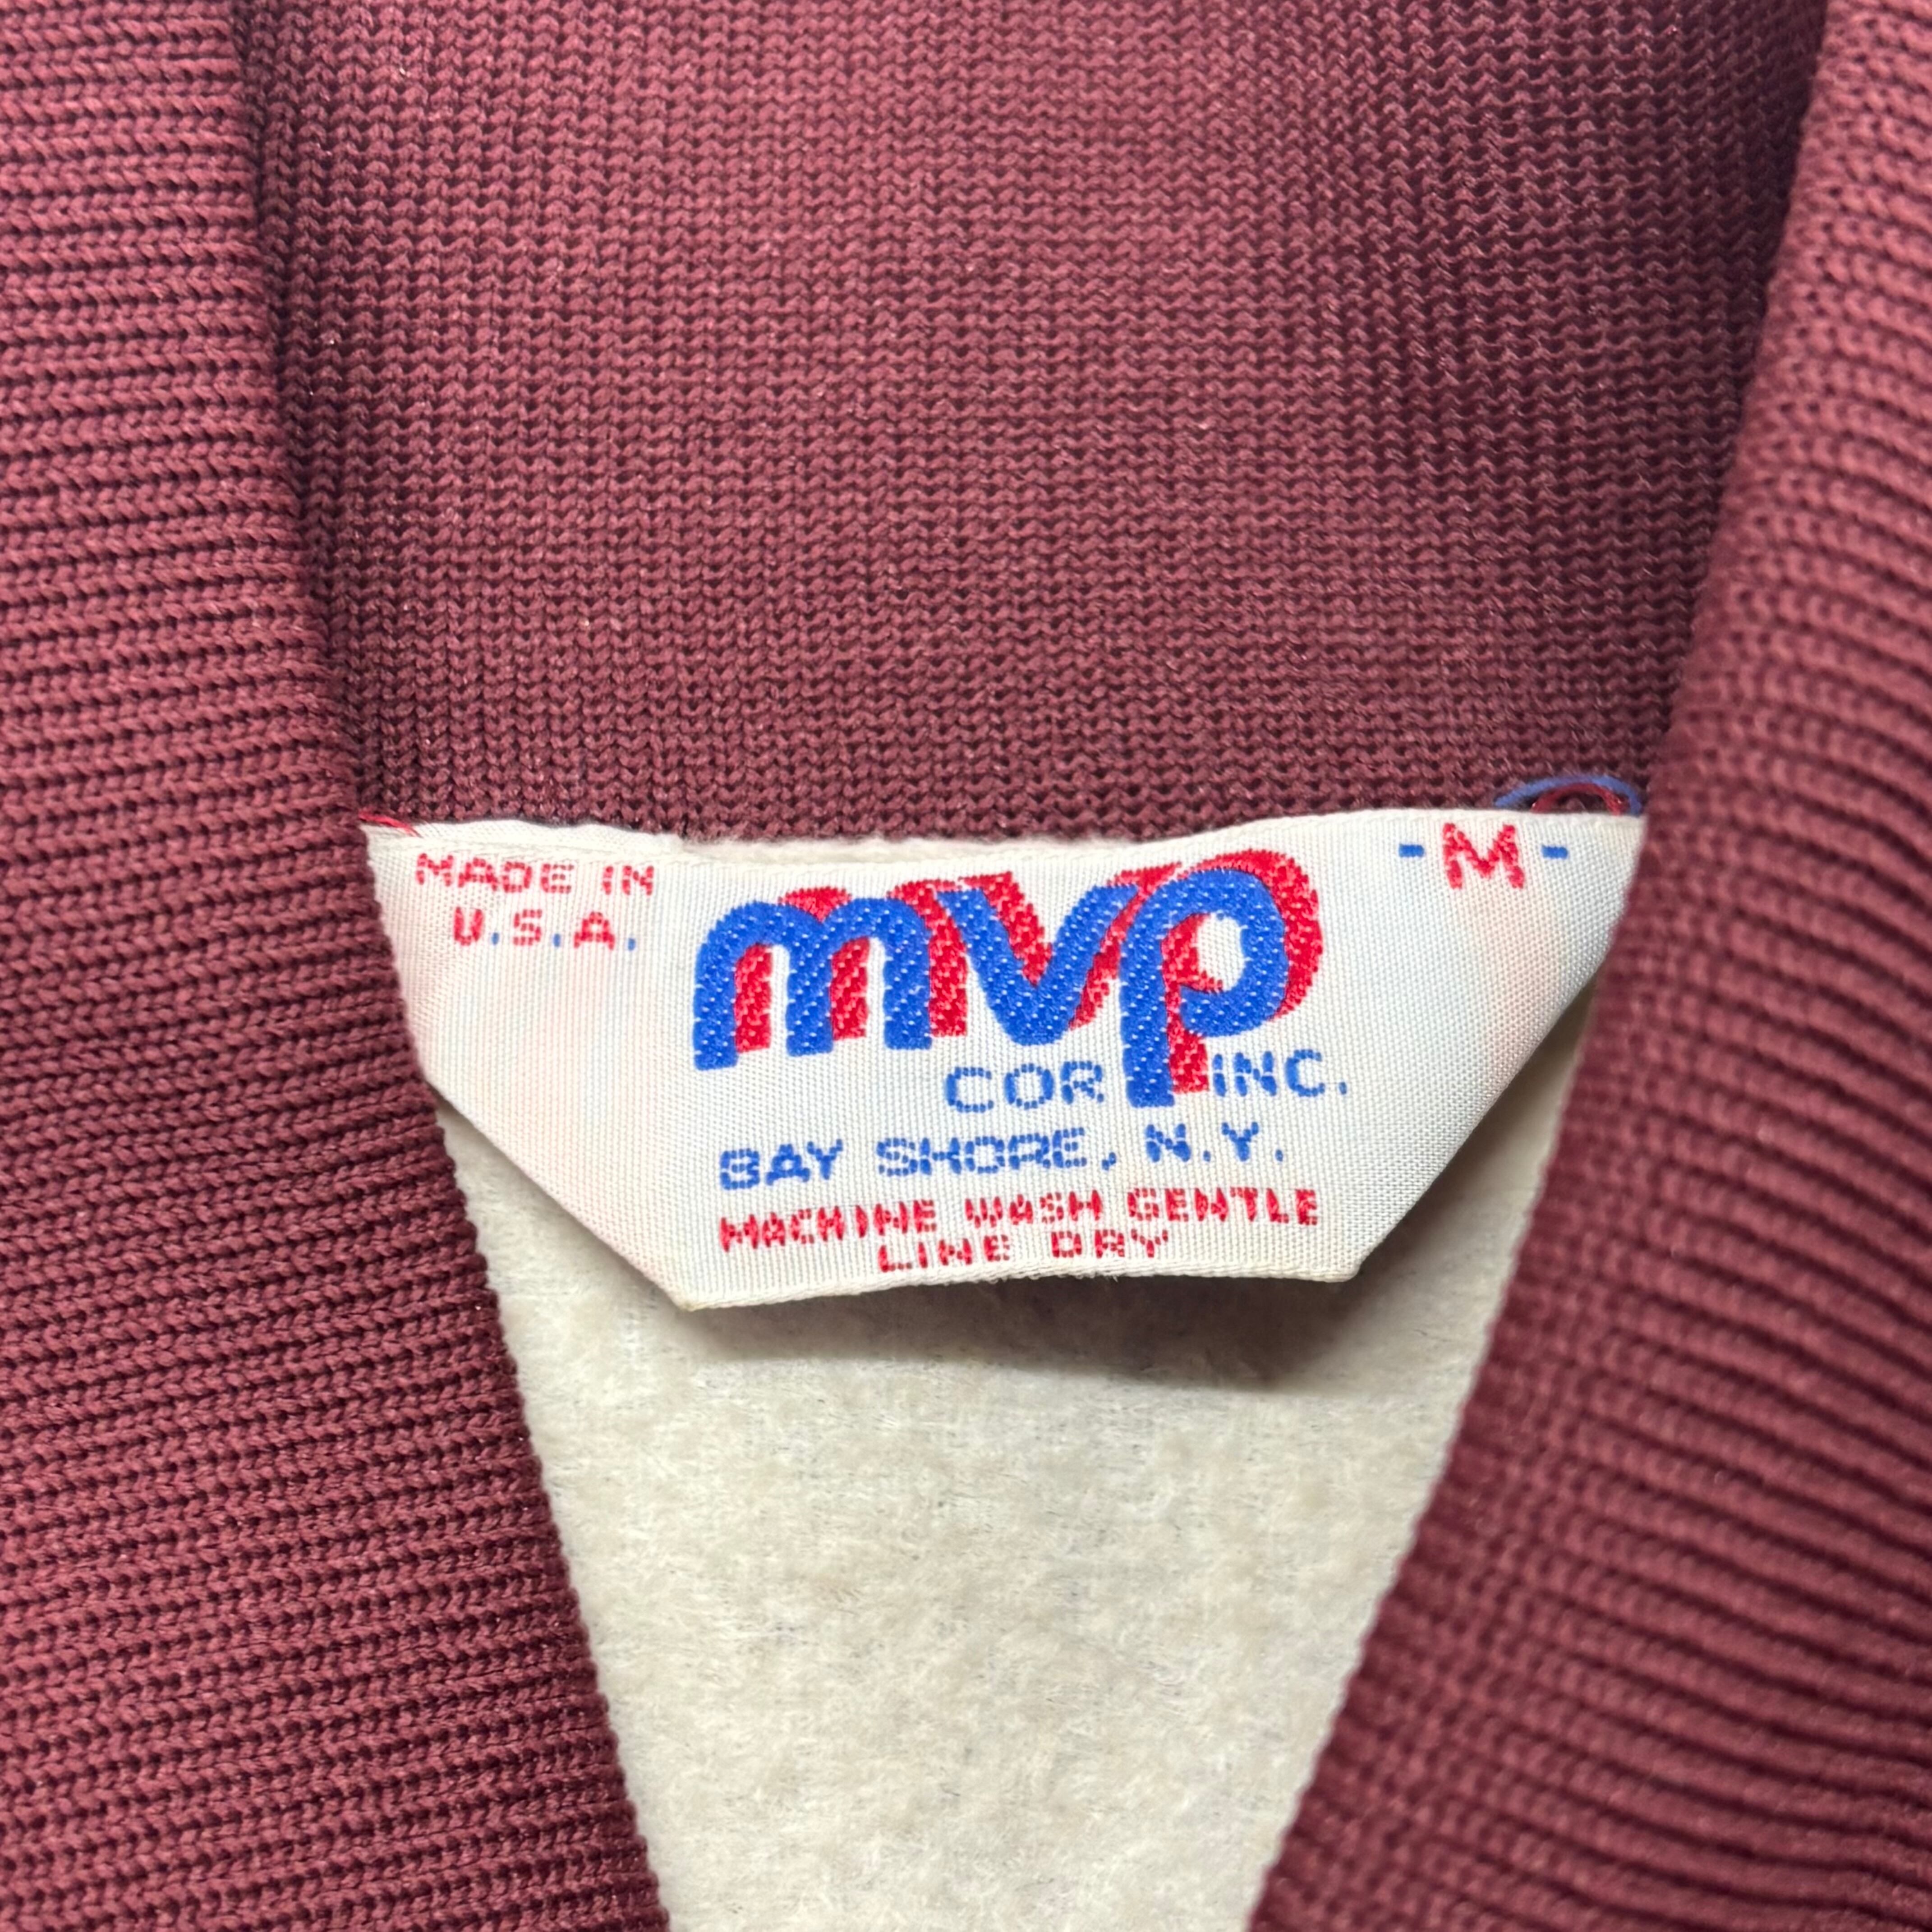 MADE IN
U.S.A.
mvp
- M -
COR INC.
BAY SHORE, N.Y.
MACHINE WASH GENTLE
LINE DRY